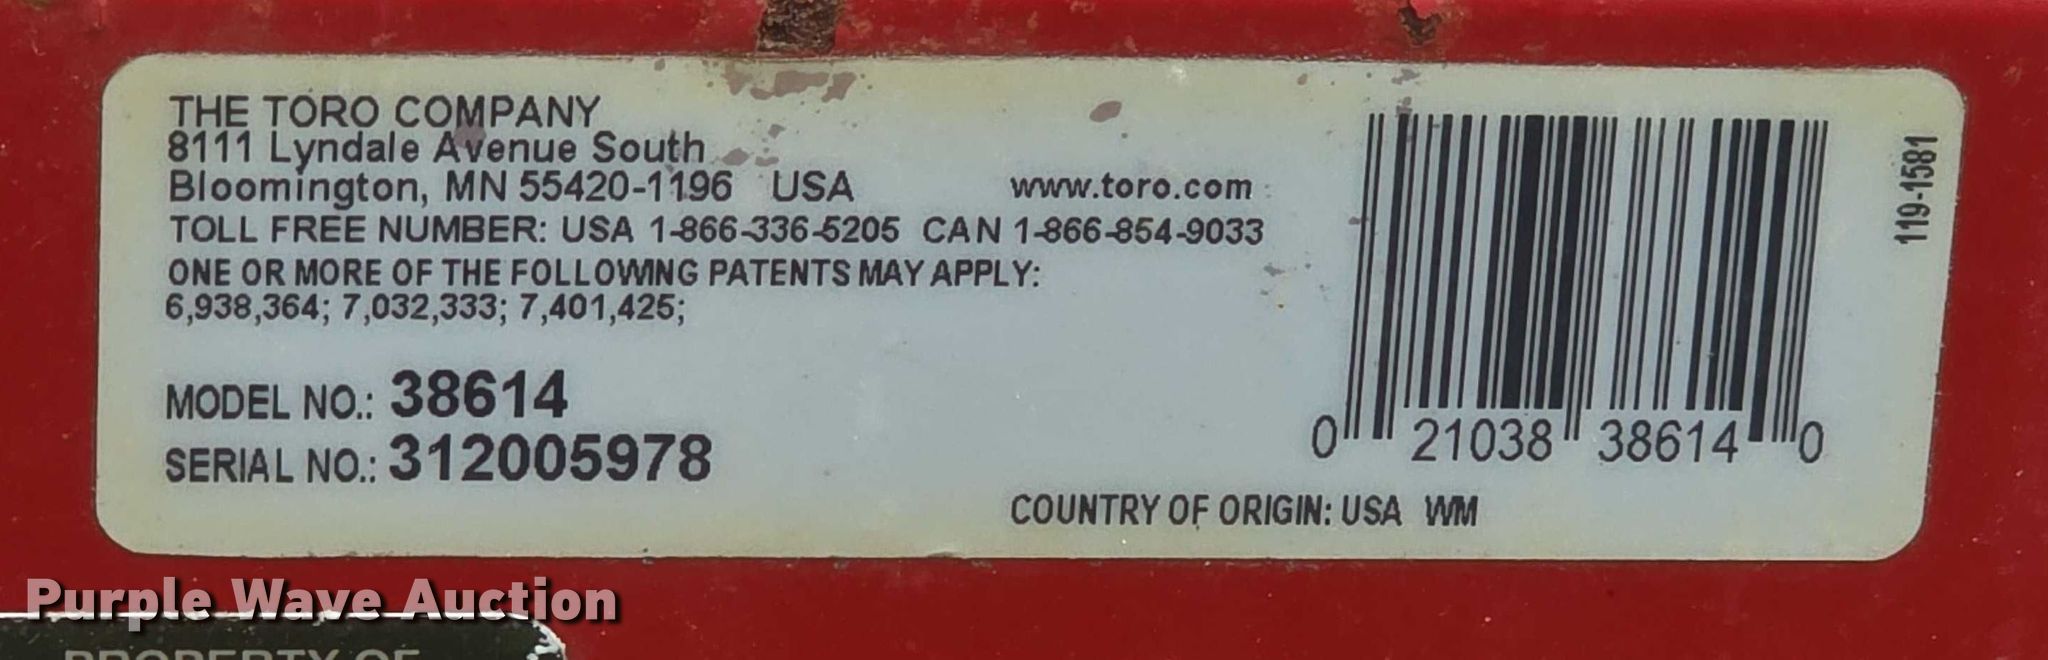 THE TORO COMPANY
8111 Lyndale Avenue South
Bloomington, MN 55420-1196 USA www.toro.com
TOLL FREE NUMBER: USA 1-866-336-5205 CAN 1-866-854-9033
ONE OR MORE OF THE FOLLOWING PATENTS MAY APPLY:
6,938,364; 7,032,333; 7,401,425;
MODEL NO.: 38614
SERIAL NO.: 312005978
0 21038 38614 0
119-1581
COUNTRY OF ORIGIN: USA WM
Purple Wave Auction
PROPERTY OF